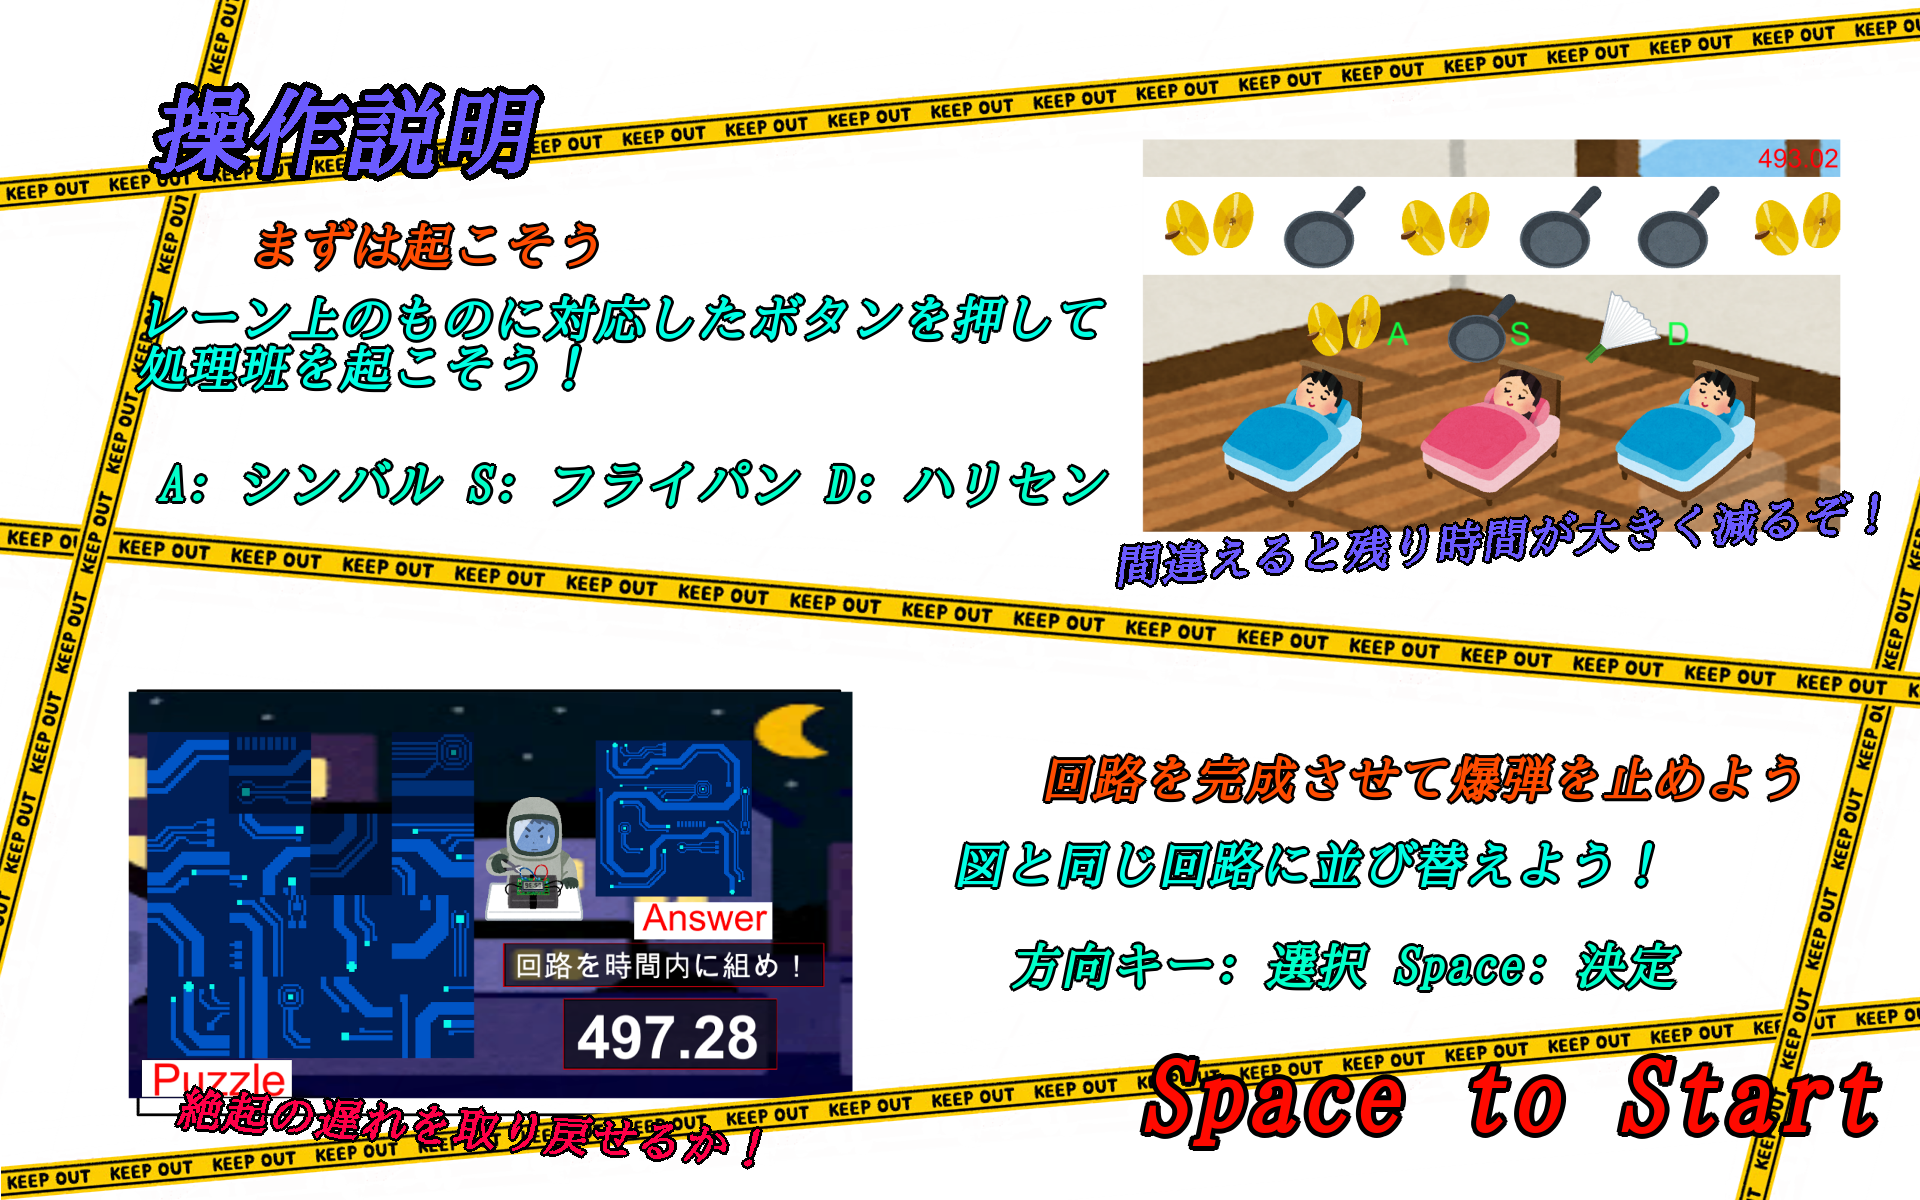 操作説明
まずは起こそう
レーン上のものに対応したボタンを押して
処理班を起こそう！
A: シンバル S: フライパン D: ハリセン
493.02
A
S
D
間違えると残り時間が大きく減るぞ！
Answer
回路を時間内に組め！
497.28
Puzzle
絶起の遅れを取り戻せるか！
回路を完成させて爆弾を止めよう
図と同じ回路に並び替えよう！
方向キー: 選択 Space: 決定
Space to Start
KEEP OUT